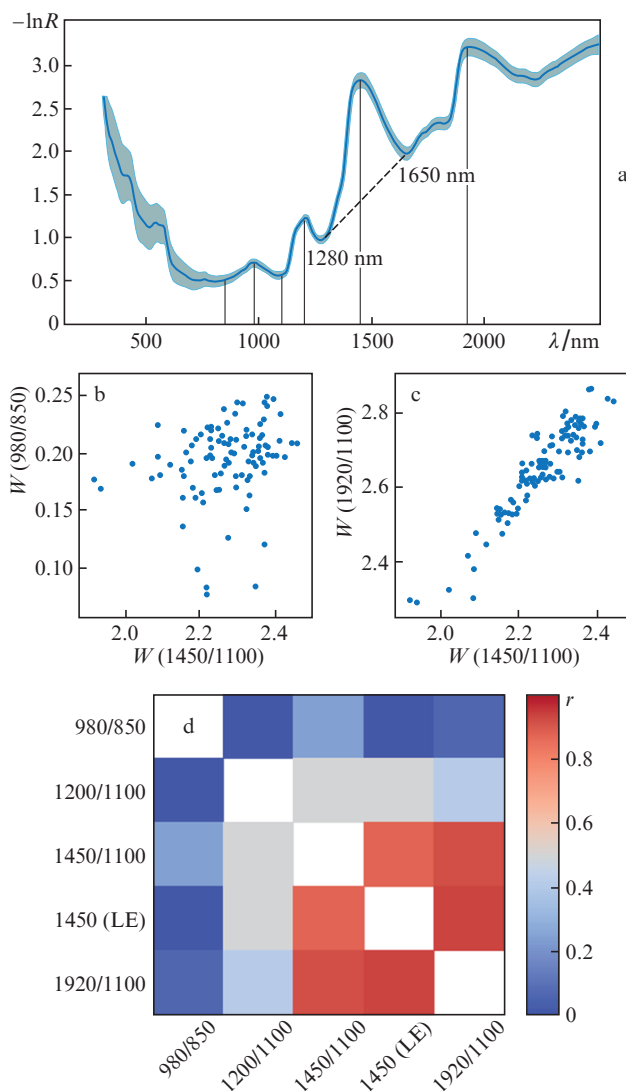 −lnR
3.0
2.5
2.0
1.5
1.0
0.5
0
1650 nm
1280 nm
a
500
1000
1500
2000
λ/nm
b
W (980/850)
0.25
0.20
0.15
0.10
2.0
2.2
2.4
W (1450/1100)
c
W (1920/1100)
2.8
2.6
2.4
2.0
2.2
2.4
W (1450/1100)
d
980/850
1200/1100
1450/1100
1450 (LE)
1920/1100
980/850
1200/1100
1450/1100
1450 (LE)
1920/1100
r
0.8
0.6
0.4
0.2
0